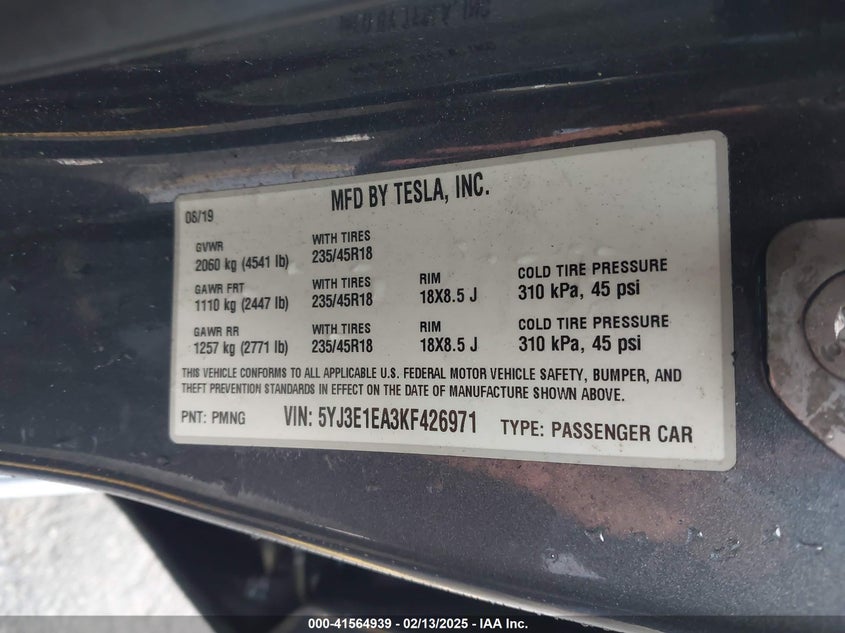 MFD BY TESLA, INC.
08/19
GVWR
2060 kg (4541 lb)
WITH TIRES
235/45R18
GAWR FRT
1110 kg (2447 lb)
WITH TIRES
235/45R18
RIM
18X8.5 J
COLD TIRE PRESSURE
310 kPa, 45 psi
GAWR RR
1257 kg (2771 lb)
WITH TIRES
235/45R18
RIM
18X8.5 J
COLD TIRE PRESSURE
310 kPa, 45 psi
THIS VEHICLE CONFORMS TO ALL APPLICABLE U.S. FEDERAL MOTOR VEHICLE SAFETY, BUMPER, AND
THEFT PREVENTION STANDARDS IN EFFECT ON THE DATE OF MANUFACTURE SHOWN ABOVE.
PNT: PMNG
VIN: 5YJ3E1EA3KF426971
TYPE: PASSENGER CAR
000-41564939 - 02/13/2025 - IAA Inc.